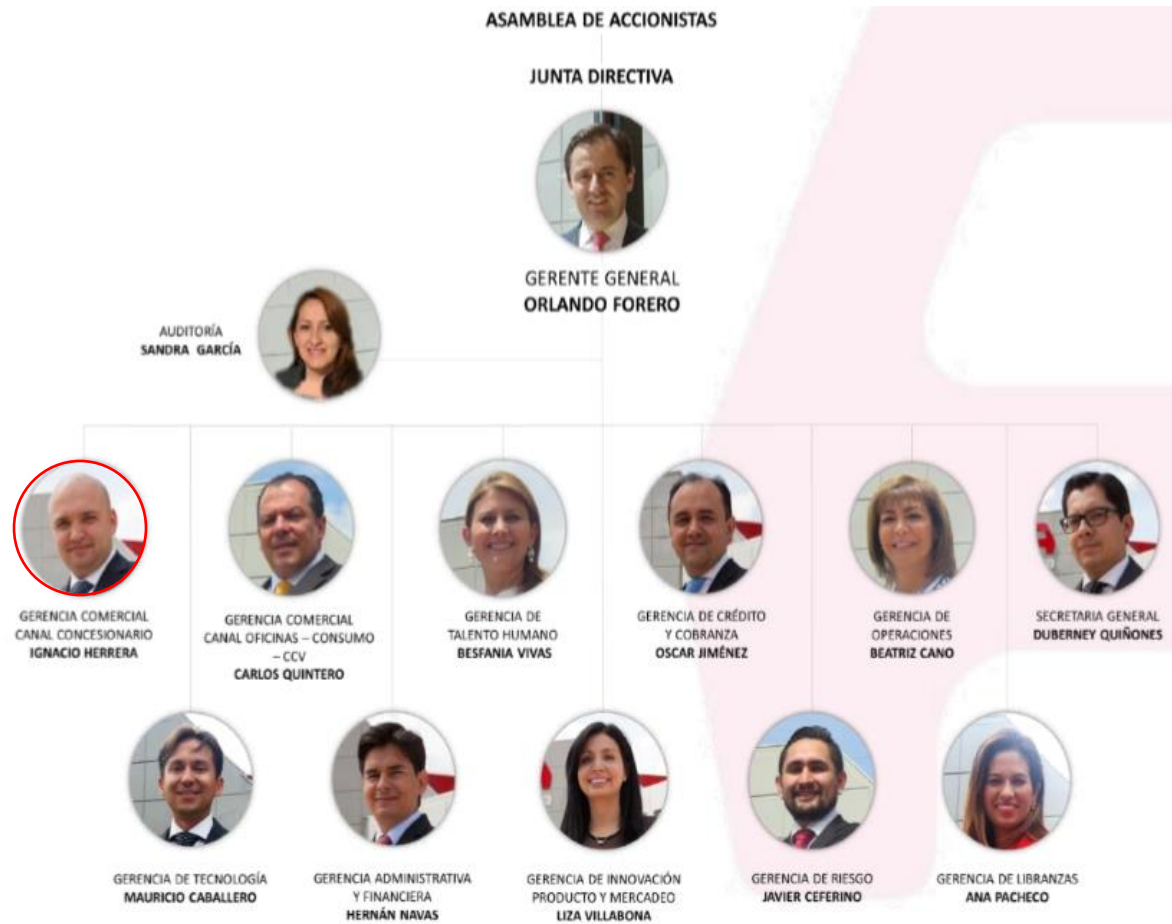 ASAMBLEA DE ACCIONISTAS
JUNTA DIRECTIVA
GERENTE GENERAL
ORLANDO FORERO
AUDITORÍA
SANDRA GARCÍA
GERENCIA COMERCIAL
CANAL CONCESIONARIO
IGNACIO HERRERA
GERENCIA COMERCIAL
CANAL OFICINAS – CONSUMO
– CCV
CARLOS QUINTERO
GERENCIA DE
TALENTO HUMANO
BESFANIA VIVAS
GERENCIA DE CRÉDITO
Y COBRANZA
OSCAR JIMÉNEZ
GERENCIA DE
OPERACIONES
BEATRIZ CANO
SECRETARIA GENERAL
DUBERNEY QUIÑONES
GERENCIA DE TECNOLOGÍA
MAURICIO CABALLERO
GERENCIA ADMINISTRATIVA
Y FINANCIERA
HERNÁN NAVAS
GERENCIA DE INNOVACIÓN
PRODUCTO Y MERCADEO
LIZA VILLABONA
GERENCIA DE RIESGO
JAVIER CEFERINO
GERENCIA DE LIBRANZAS
ANA PACHECO